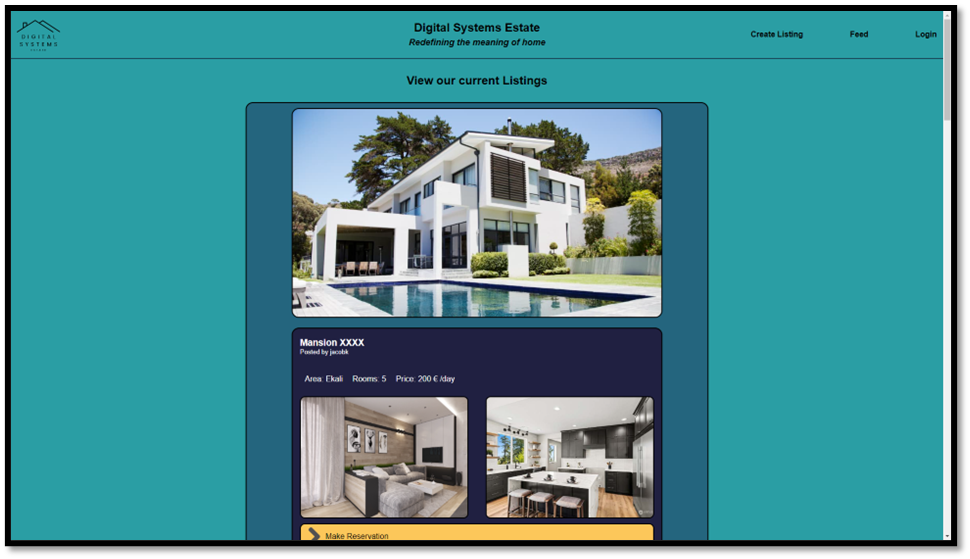 DIGITAL
SYSTEMS
Digital Systems Estate
Redefining the meaning of home
Create Listing
Feed
Login
View our current Listings
Mansion XXXX
Posted by jacobk
Area: Ekali Rooms: 5 Price: 200 € /day
Make Reservation